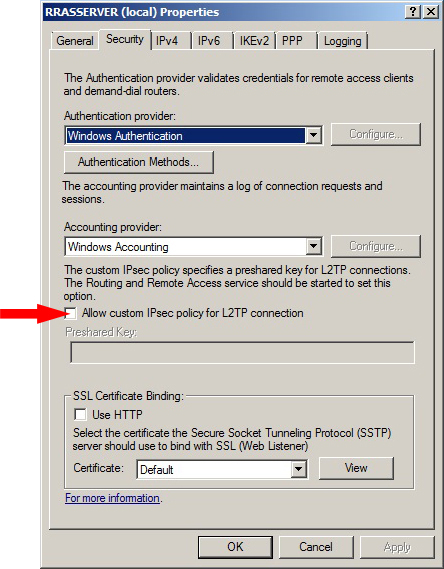 RRASSERVER (local) Properties
General Security IPv4 IPv6 IKEv2 PPP Logging
The Authentication provider validates credentials for remote access clients
and demand-dial routers.
Authentication provider:
Windows Authentication Configure...
Authentication Methods...
The accounting provider maintains a log of connection requests and
sessions.
Accounting provider:
Windows Accounting Configure...
The custom IPsec policy specifies a preshared key for L2TP connections.
The Routing and Remote Access service should be started to set this
option.
Allow custom IPsec policy for L2TP connection
Preshared Key:
SSL Certificate Binding:
Use HTTP
Select the certificate the Secure Socket Tunneling Protocol (SSTP)
server should use to bind with SSL (Web Listener)
Certificate: Default View
For more information.
OK Cancel Apply